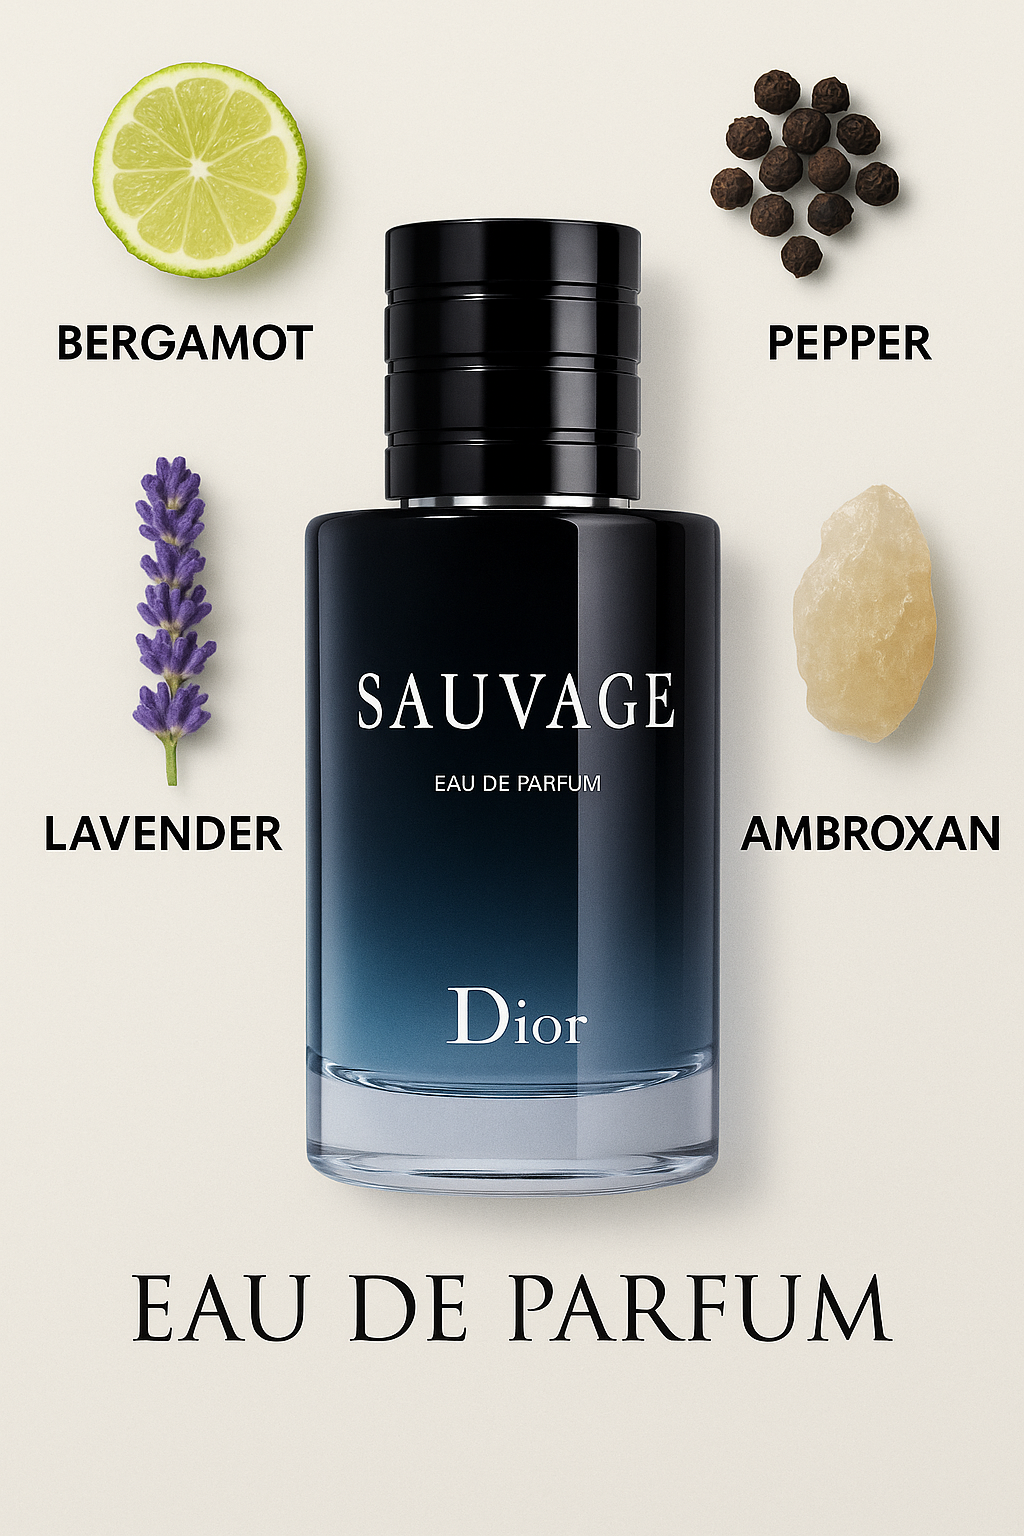 BERGAMOT
PEPPER
LAVENDER
AMBROXAN
SAUVAGE
EAU DE PARFUM
Dior
EAU DE PARFUM